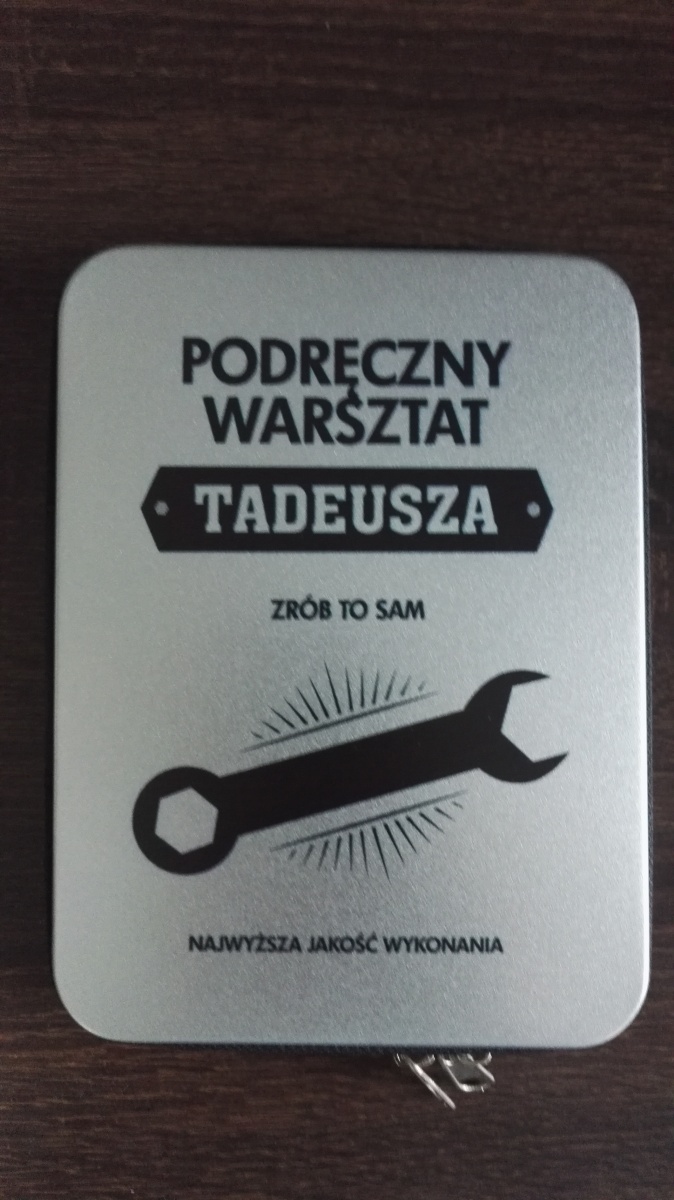 PODRĘCZNY
WARSZTAT
TADEUSZA
ZRÓB TO SAM
NAJWYŻSZA JAKOŚĆ WYKONANIA